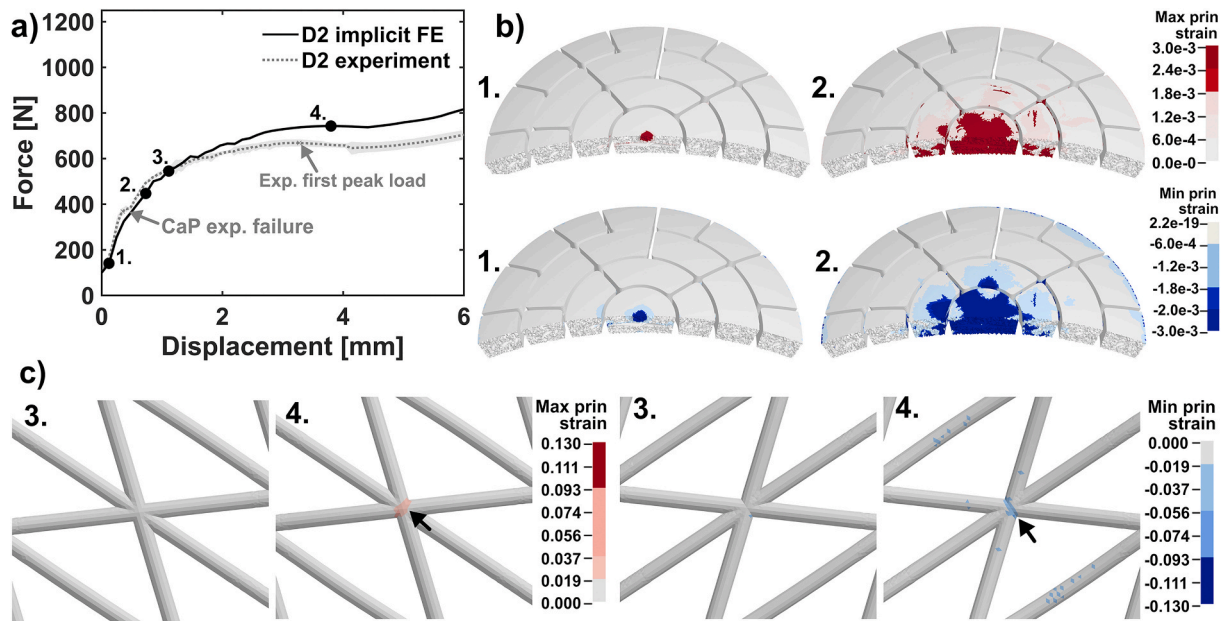 a)
1200
1000
800
600
400
200
0
Force [N]
D2 implicit FE
D2 experiment
4.
3.
2.
1.
Exp. first peak load
CaP exp. failure
0
2
4
6
Displacement [mm]
b)
1.
2.
Max prin
strain
3.0e-3
2.4e-3
1.8e-3
1.2e-3
6.0e-4
0.0e-0
1.
2.
Min prin
strain
2.2e-19
-6.0e-4
-1.2e-3
-1.8e-3
-2.0e-3
-3.0e-3
c)
3.
4.
Max prin
strain
0.130
0.111
0.093
0.074
0.056
0.037
0.019
0.000
3.
4.
Min prin
strain
0.000
-0.019
-0.037
-0.056
-0.074
-0.093
-0.111
-0.130